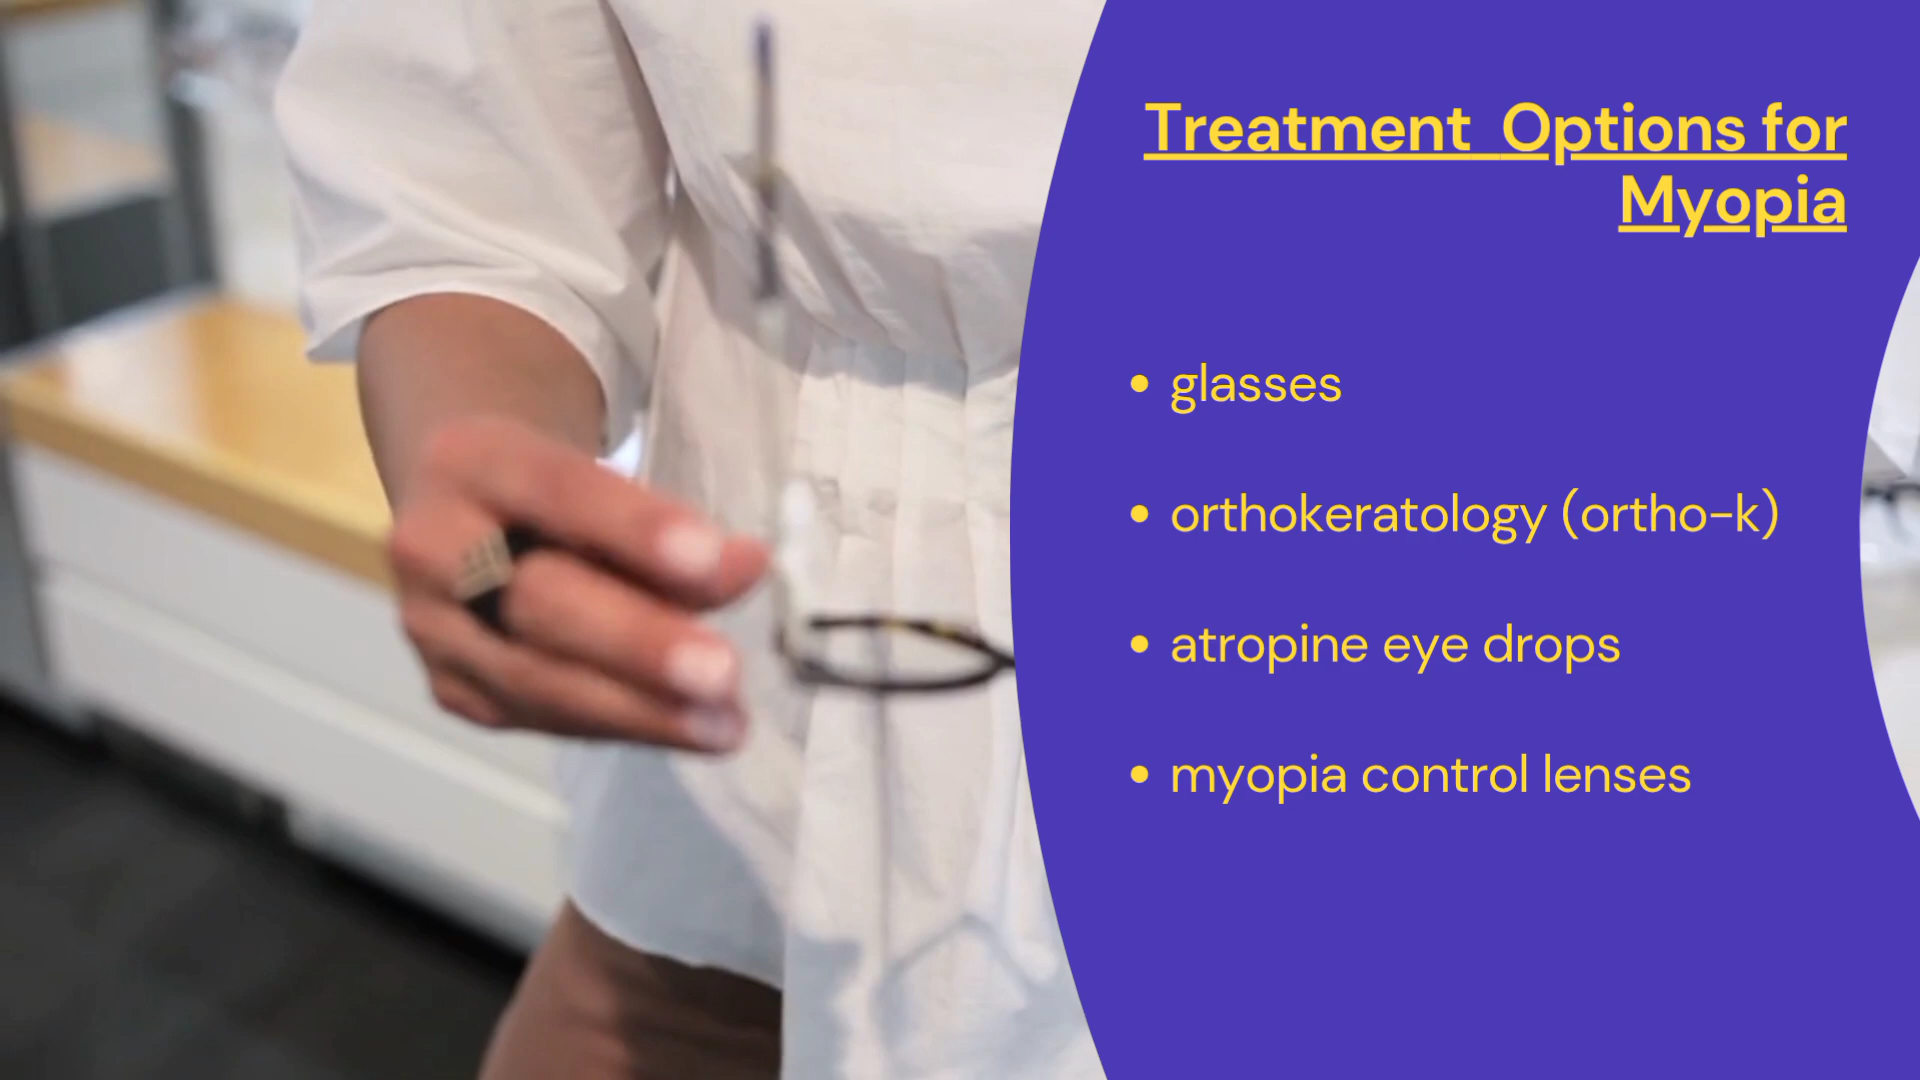 Treatment  Options for
Myopia
• glasses
• orthokeratology (ortho-k)
• atropine eye drops
• myopia control lenses